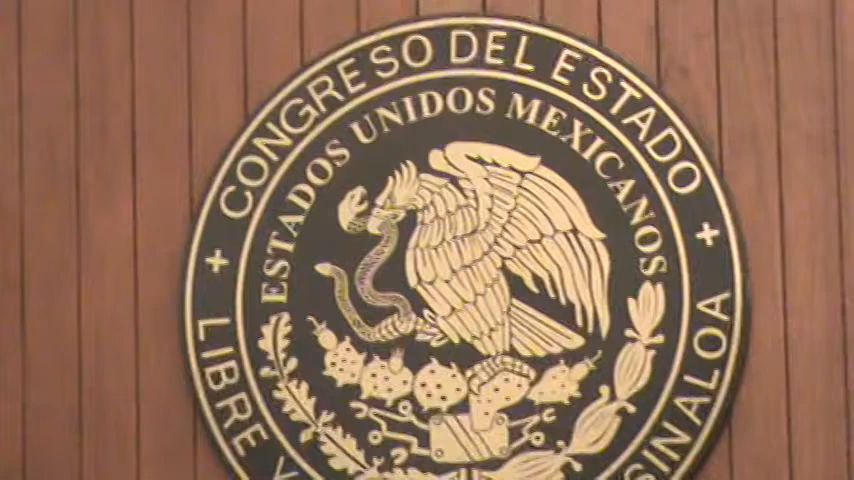 CONGRESO DEL ESTADO
ESTADOS UNIDOS MEXICANOS
LIBRE Y
SINALOA